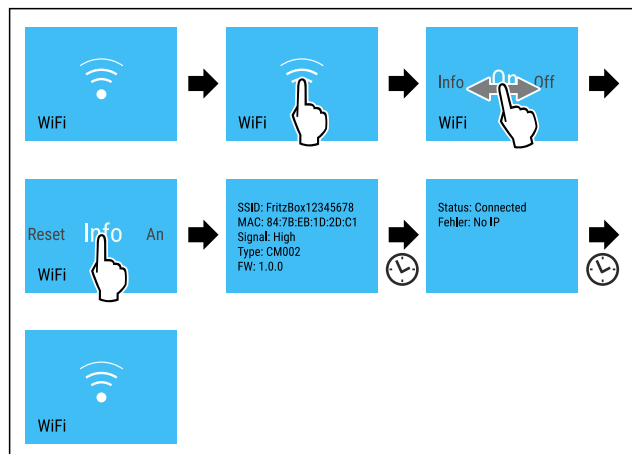 WiFi
WiFi
Info On Off
WiFi
Reset Info An
WiFi
SSID: FritzBox12345678
MAC: 84:7B:EB:1D:2D:C1
Signal: High
Type: CM002
FW: 1.0.0
Status: Connected
Fehler: No IP
WiFi